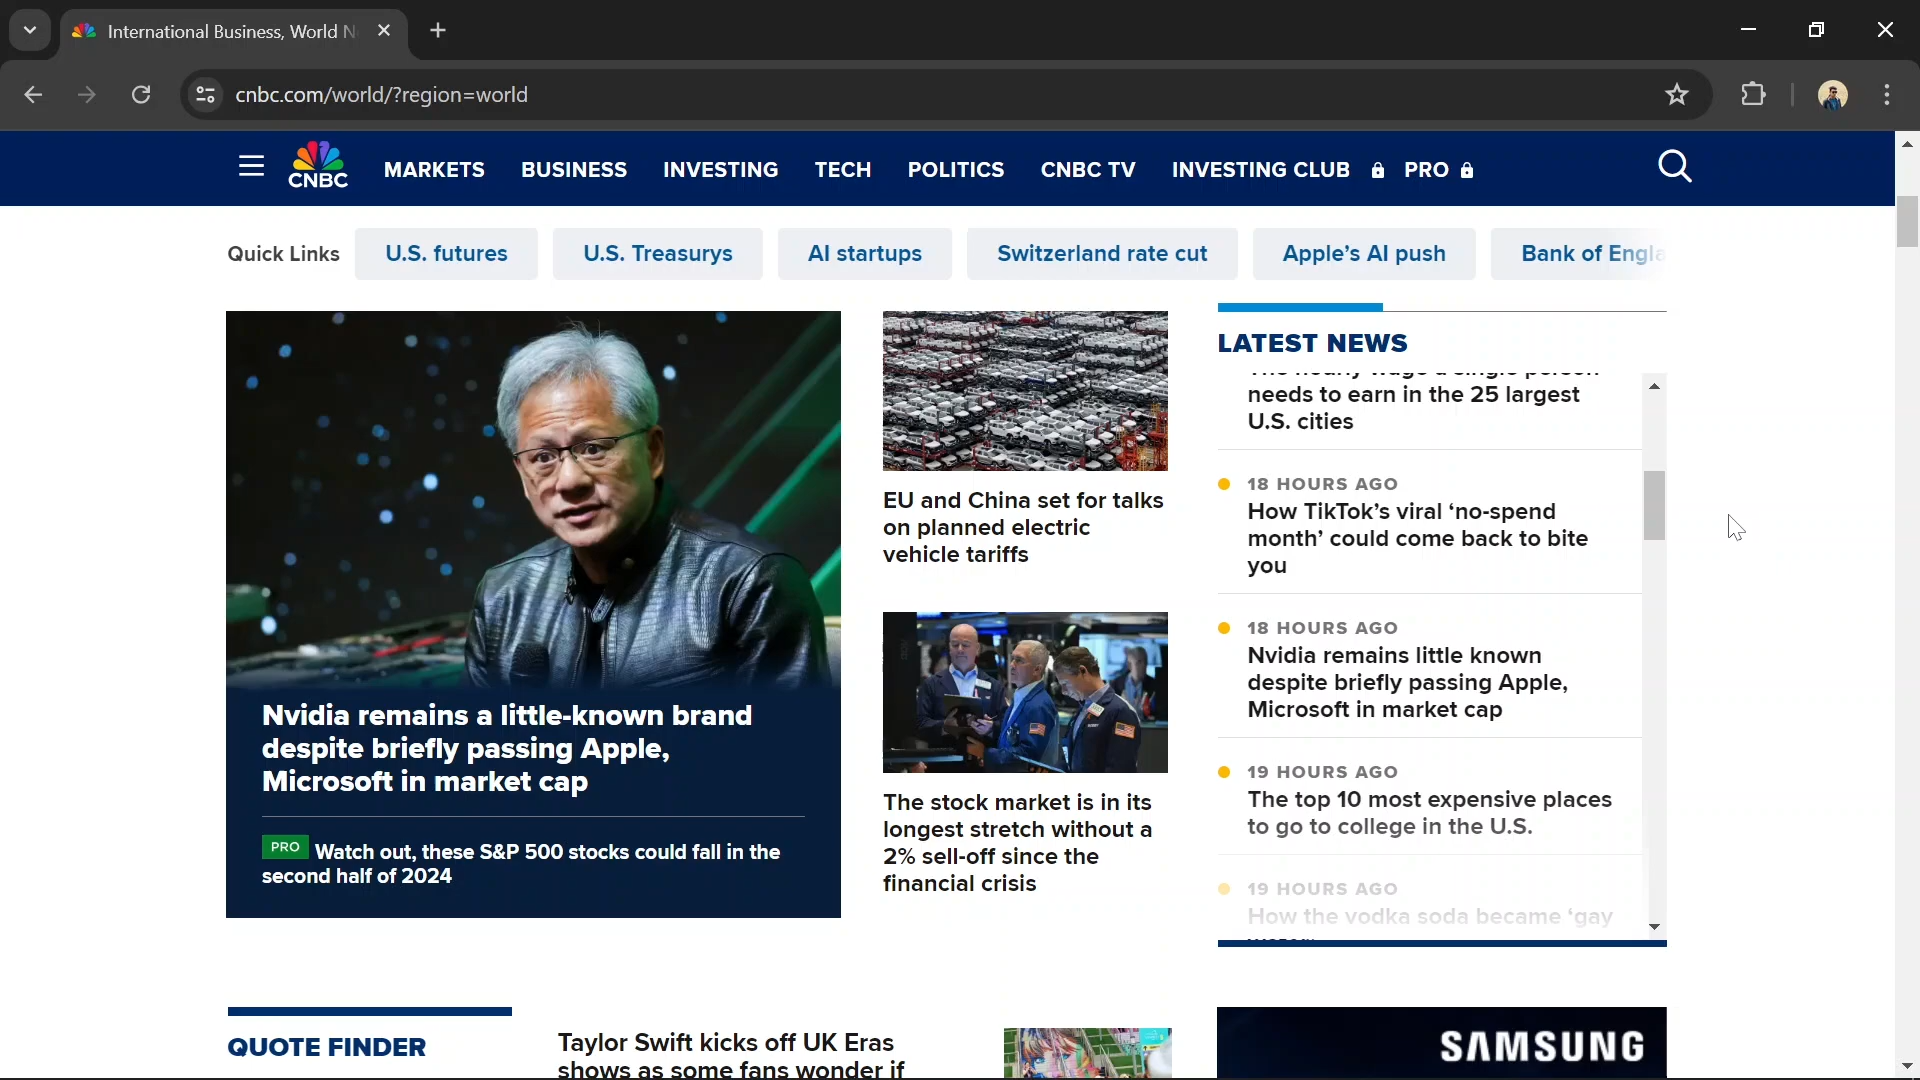 International Business, World N
cnbc.com/world/?region=world
CNBC
MARKETS
BUSINESS
INVESTING
TECH
POLITICS
CNBC TV
INVESTING CLUB
PRO
Quick Links
U.S. futures
U.S. Treasurys
AI startups
Switzerland rate cut
Apple’s AI push
Bank of Engla
Nvidia remains a little-known brand
despite briefly passing Apple,
Microsoft in market cap
PRO Watch out, these S&P 500 stocks could fall in the
second half of 2024
EU and China set for talks
on planned electric
vehicle tariffs
The stock market is in its
longest stretch without a
2% sell-off since the
financial crisis
LATEST NEWS
needs to earn in the 25 largest
U.S. cities
18 HOURS AGO
How TikTok’s viral ‘no-spend
month’ could come back to bite
you
18 HOURS AGO
Nvidia remains little known
despite briefly passing Apple,
Microsoft in market cap
19 HOURS AGO
The top 10 most expensive places
to go to college in the U.S.
19 HOURS AGO
How the vodka soda became ‘gay
QUOTE FINDER
Taylor Swift kicks off UK Eras
shows as some fans wonder if
SAMSUNG